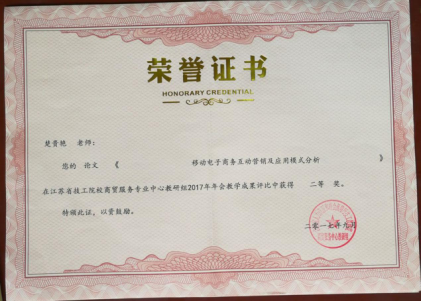 荣誉证书
HONORARY CREDENTIAL
楚贵艳 老师：
您的 论文 《 移动电子商务互动营销及应用模式分析 》
在江苏省技工院校商贸服务专业中心教研组2017年年会教学成果评比中获得 二等 奖。
特颁此证，以资鼓励。
二〇一七年九月